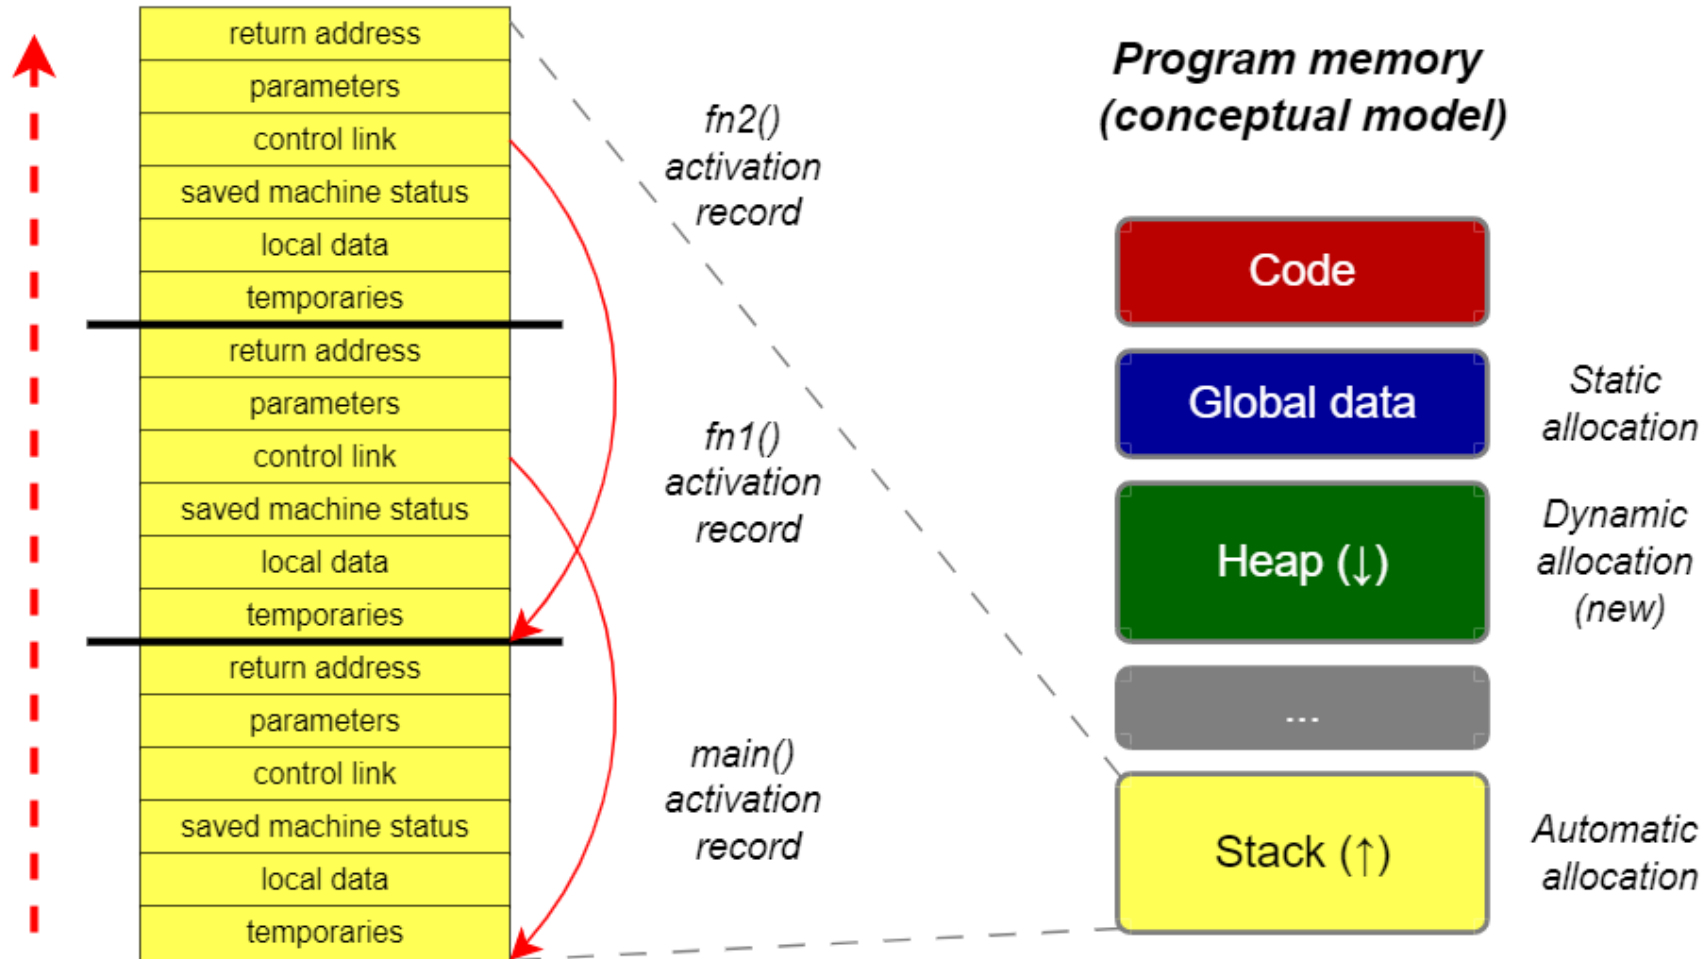 return address
parameters
control link
saved machine status
local data
temporaries
return address
parameters
control link
saved machine status
local data
temporaries
return address
parameters
control link
saved machine status
local data
temporaries
fn2()
activation
record
fn1()
activation
record
main()
activation
record
Program memory
(conceptual model)
Code
Global data
Static
allocation
Heap (↓)
Dynamic
allocation
(new)
...
Stack (↑)
Automatic
allocation